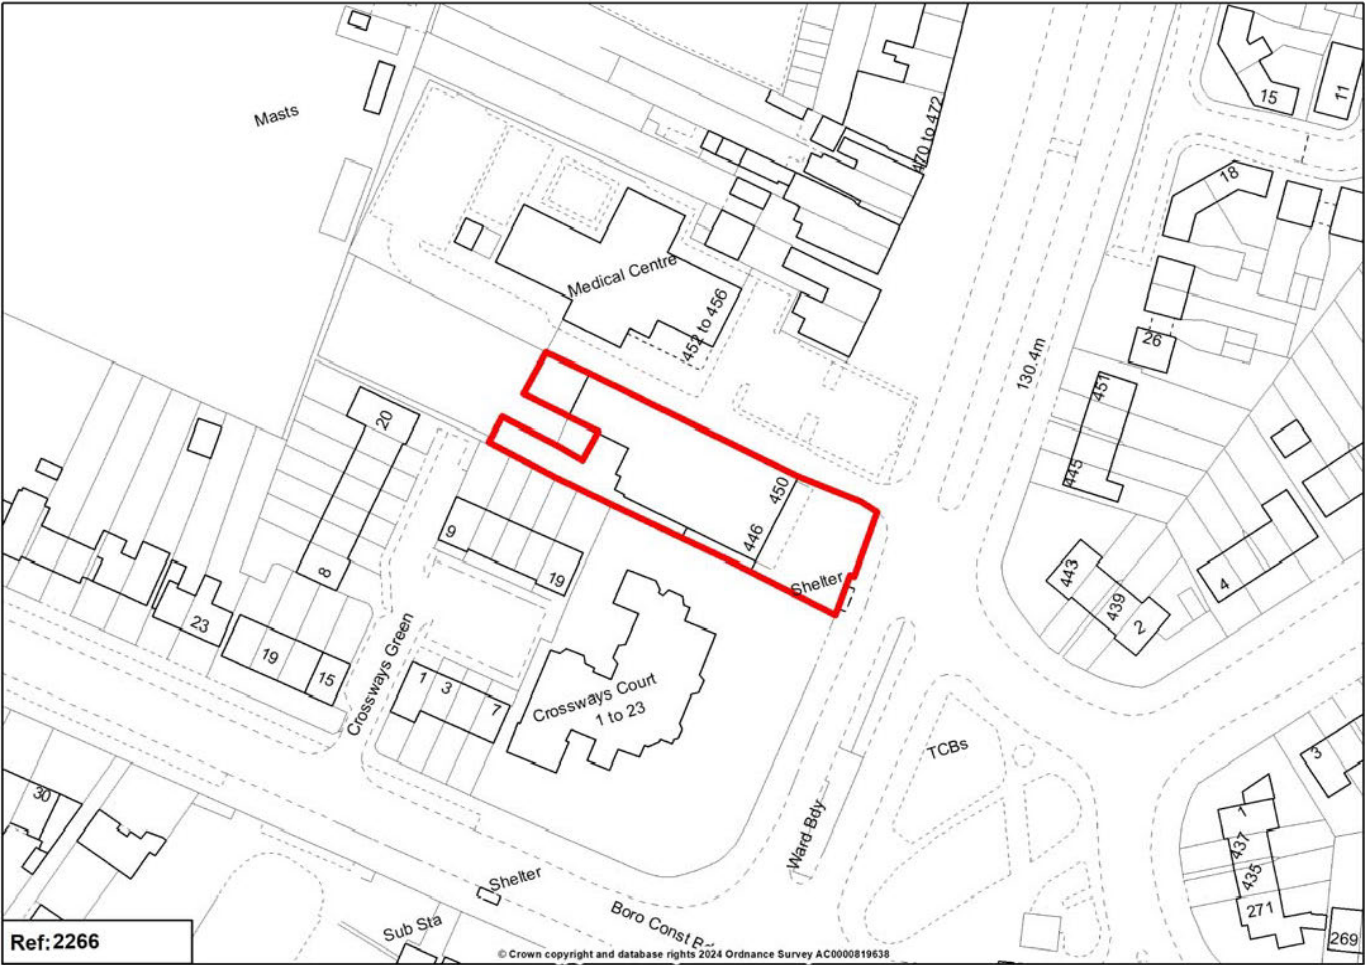 15
11
Masts
470 to 472
18
Medical Centre
452 to 456
26
130.4m
451
20
445
450
446
9
19
8
Shelter
443
439
2
4
23
19
15
Crossways Green
1
3
7
Crossways Court
1 to 23
TCBs
3
30
Ward Bdy
1
437
435
271
269
Shelter
Sub Sta
Boro Const B
Ref:2266
© Crown copyright and database rights 2024 Ordnance Survey AC0000819638